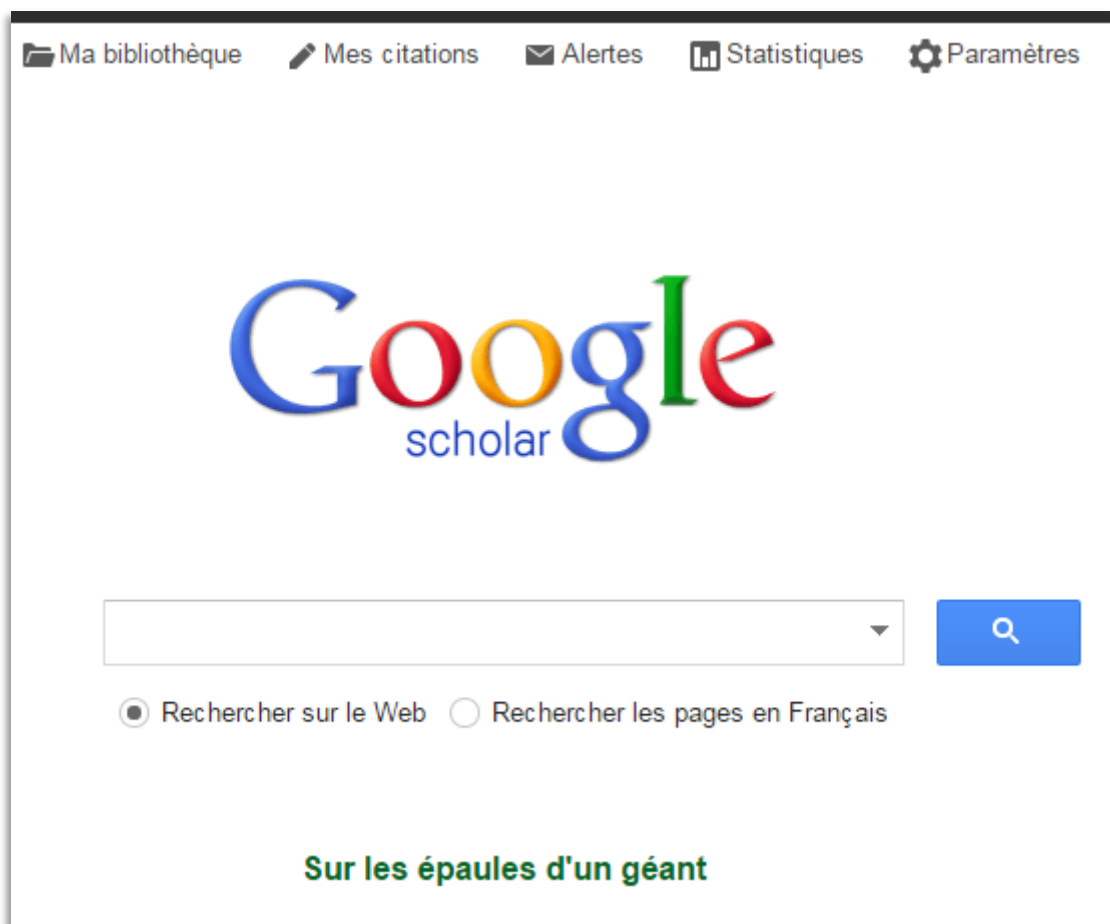 Ma bibliothèque Mes citations Alertes Statistiques Paramètres
Google
scholar
Rechercher sur le Web Rechercher les pages en Français
Sur les épaules d'un géant